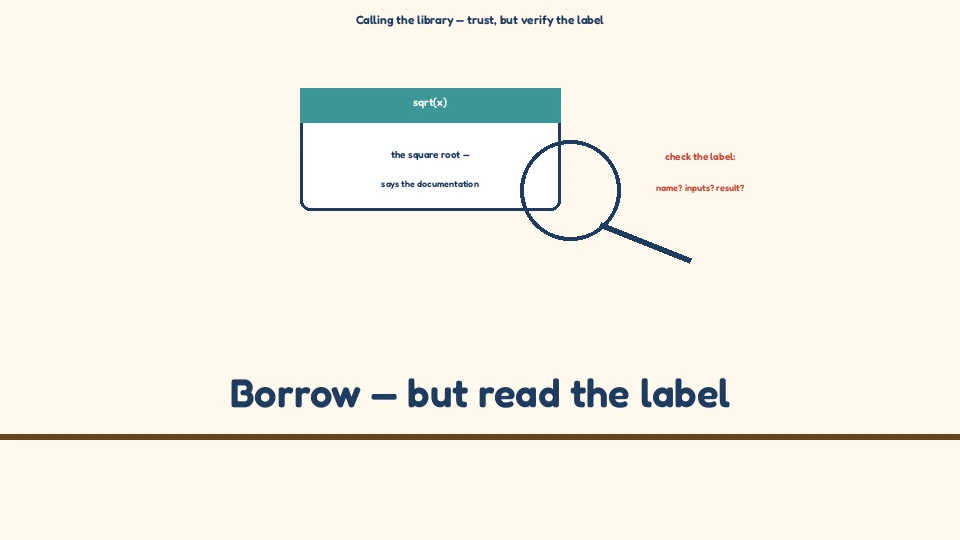 Calling the library — trust, but verify the label
sqrt(x)
the square root —
says the documentation
check the label:
name? inputs? result?
Borrow — but read the label